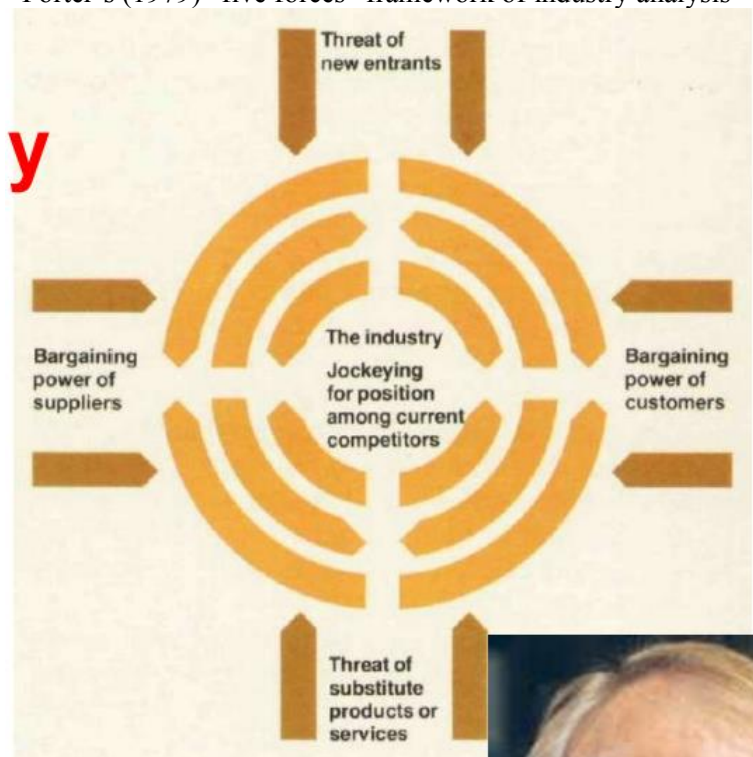 Porter's (1979) "five forces" framework of industry analysis
Threat of
new entrants
y
Bargaining
power of
suppliers
The industry
Jockeying
for position
among current
competitors
Bargaining
power of
customers
Threat of
substitute
products or
services